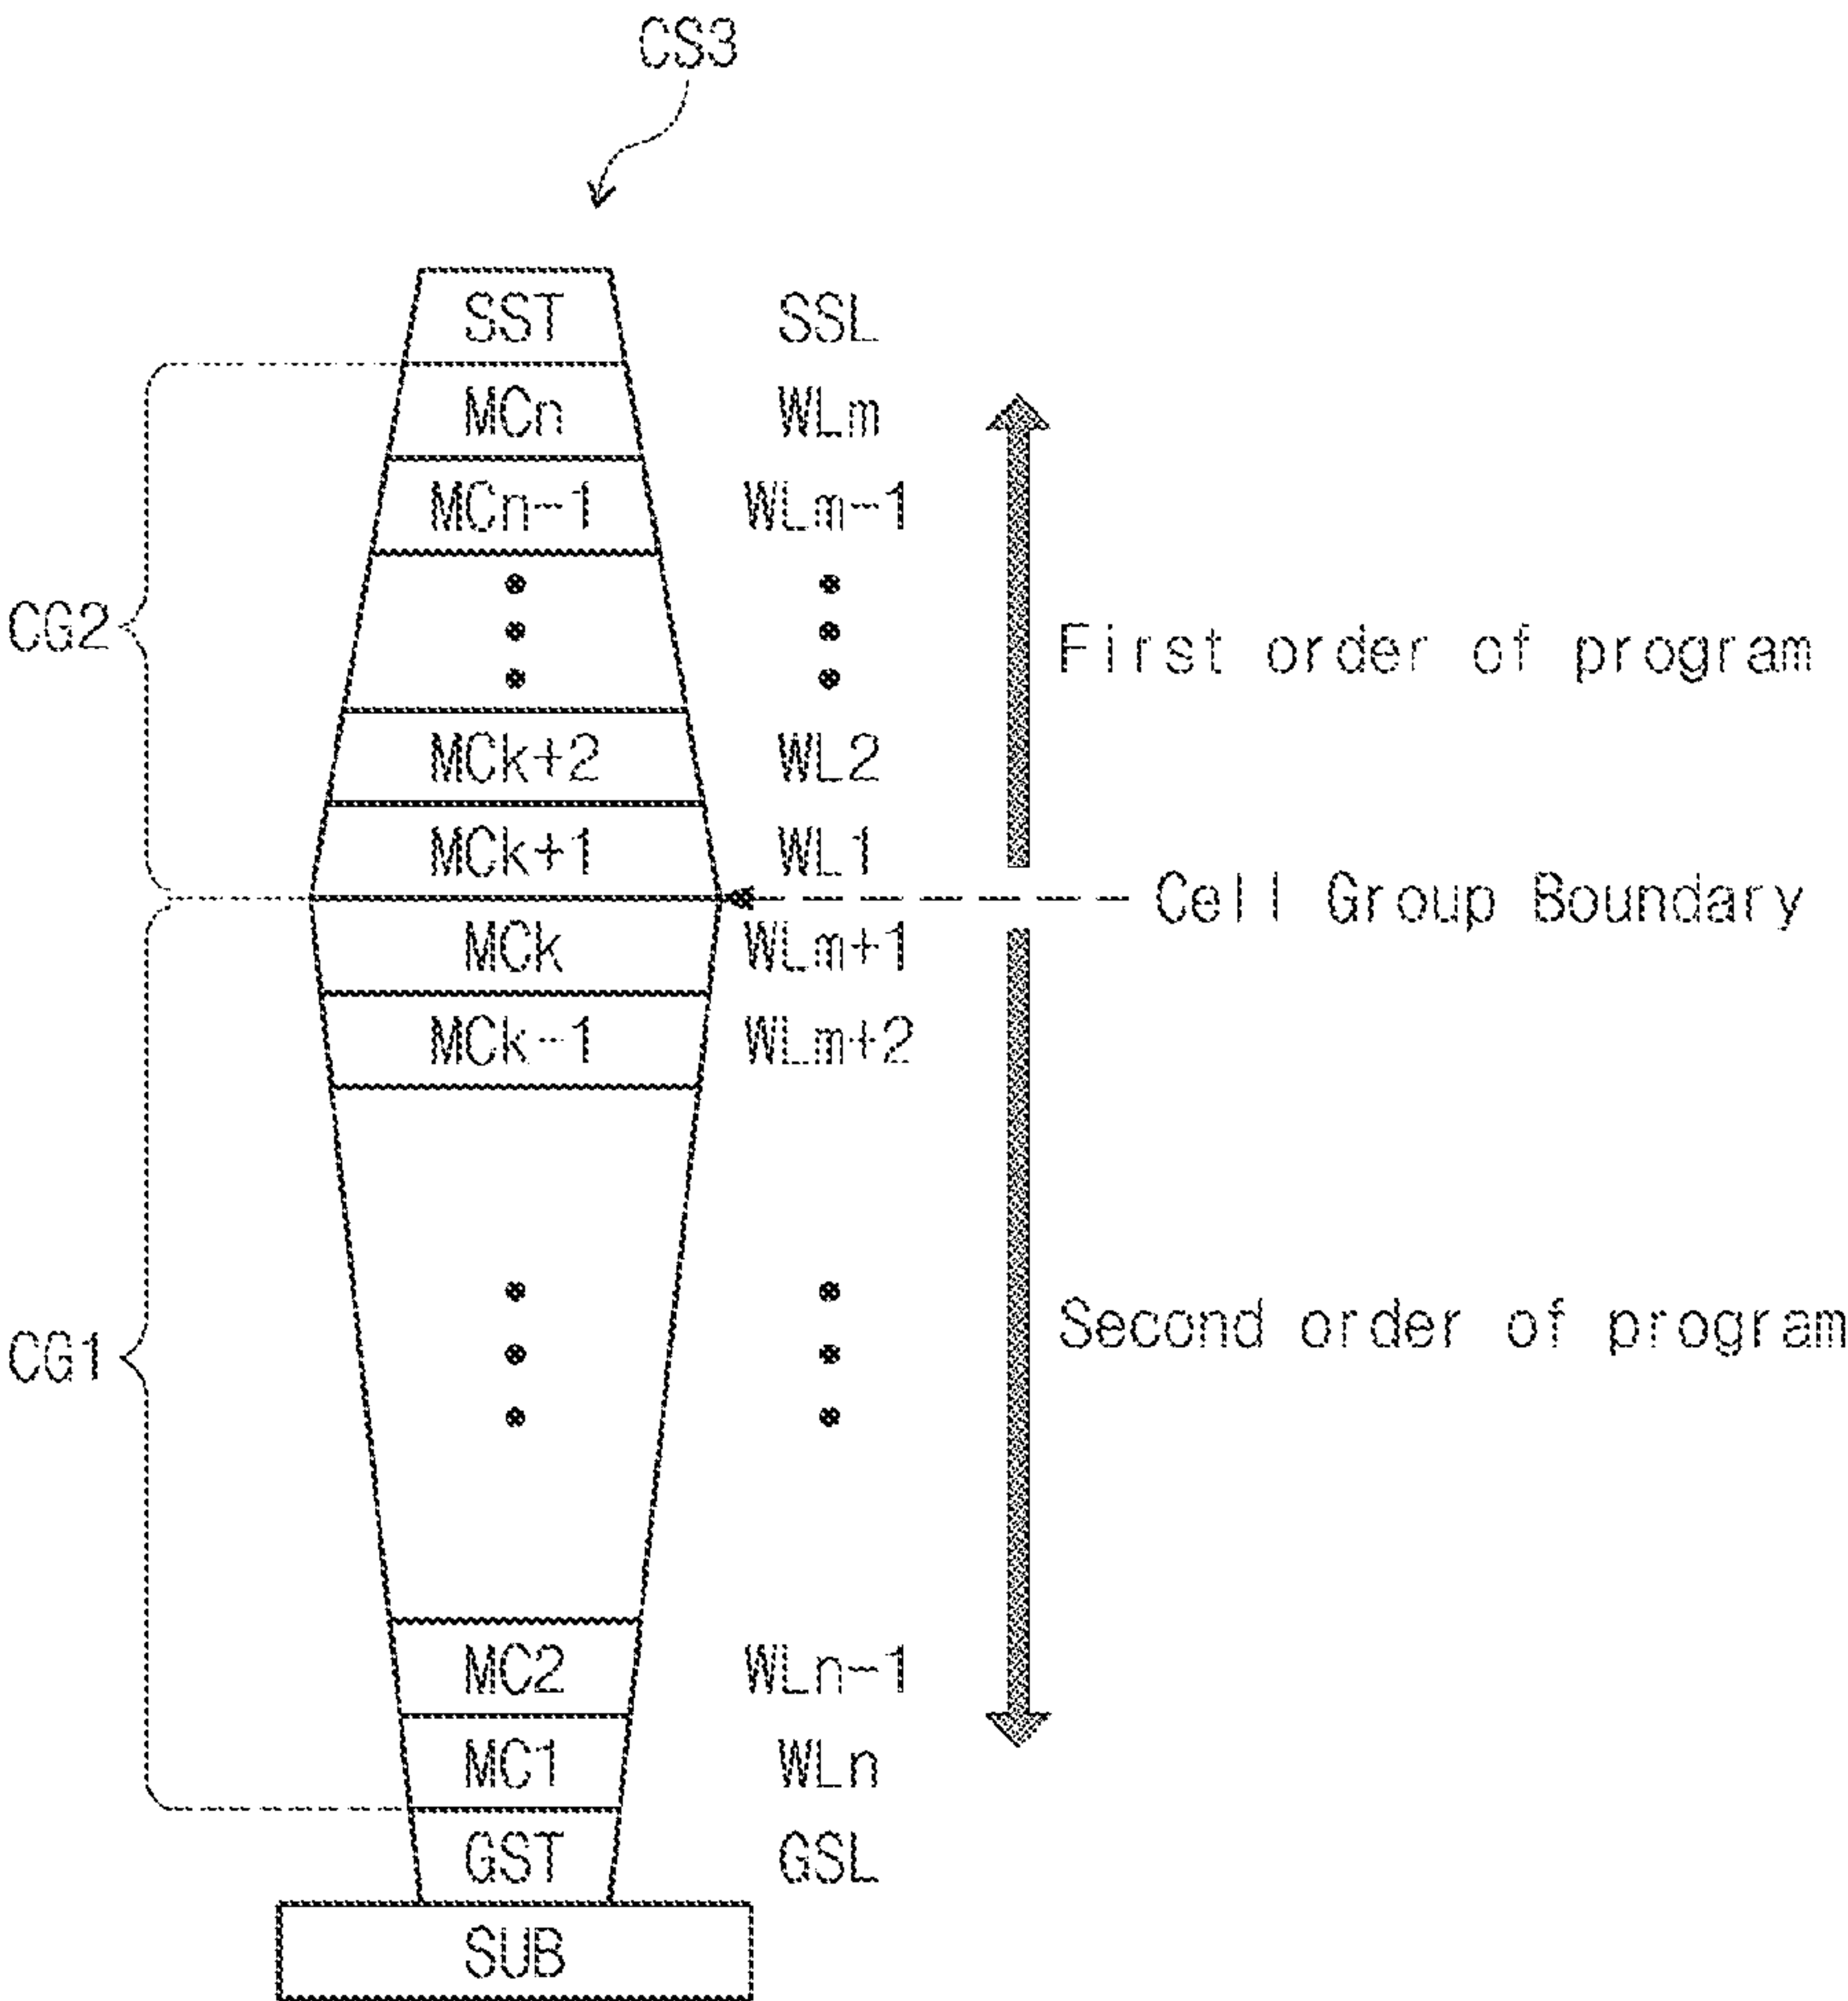 CS3
SST SSL
MCn WLm
MCn-1 WLm-1
CG2
First order of program
MCk+2 WL2
MCk+1 WL1
Cell Group Boundary
MCk WLm+1
MCk-1 WLm+2
CG1
Second order of program
MC2 WLn-1
MC1 WLn
GST GSL
SUB